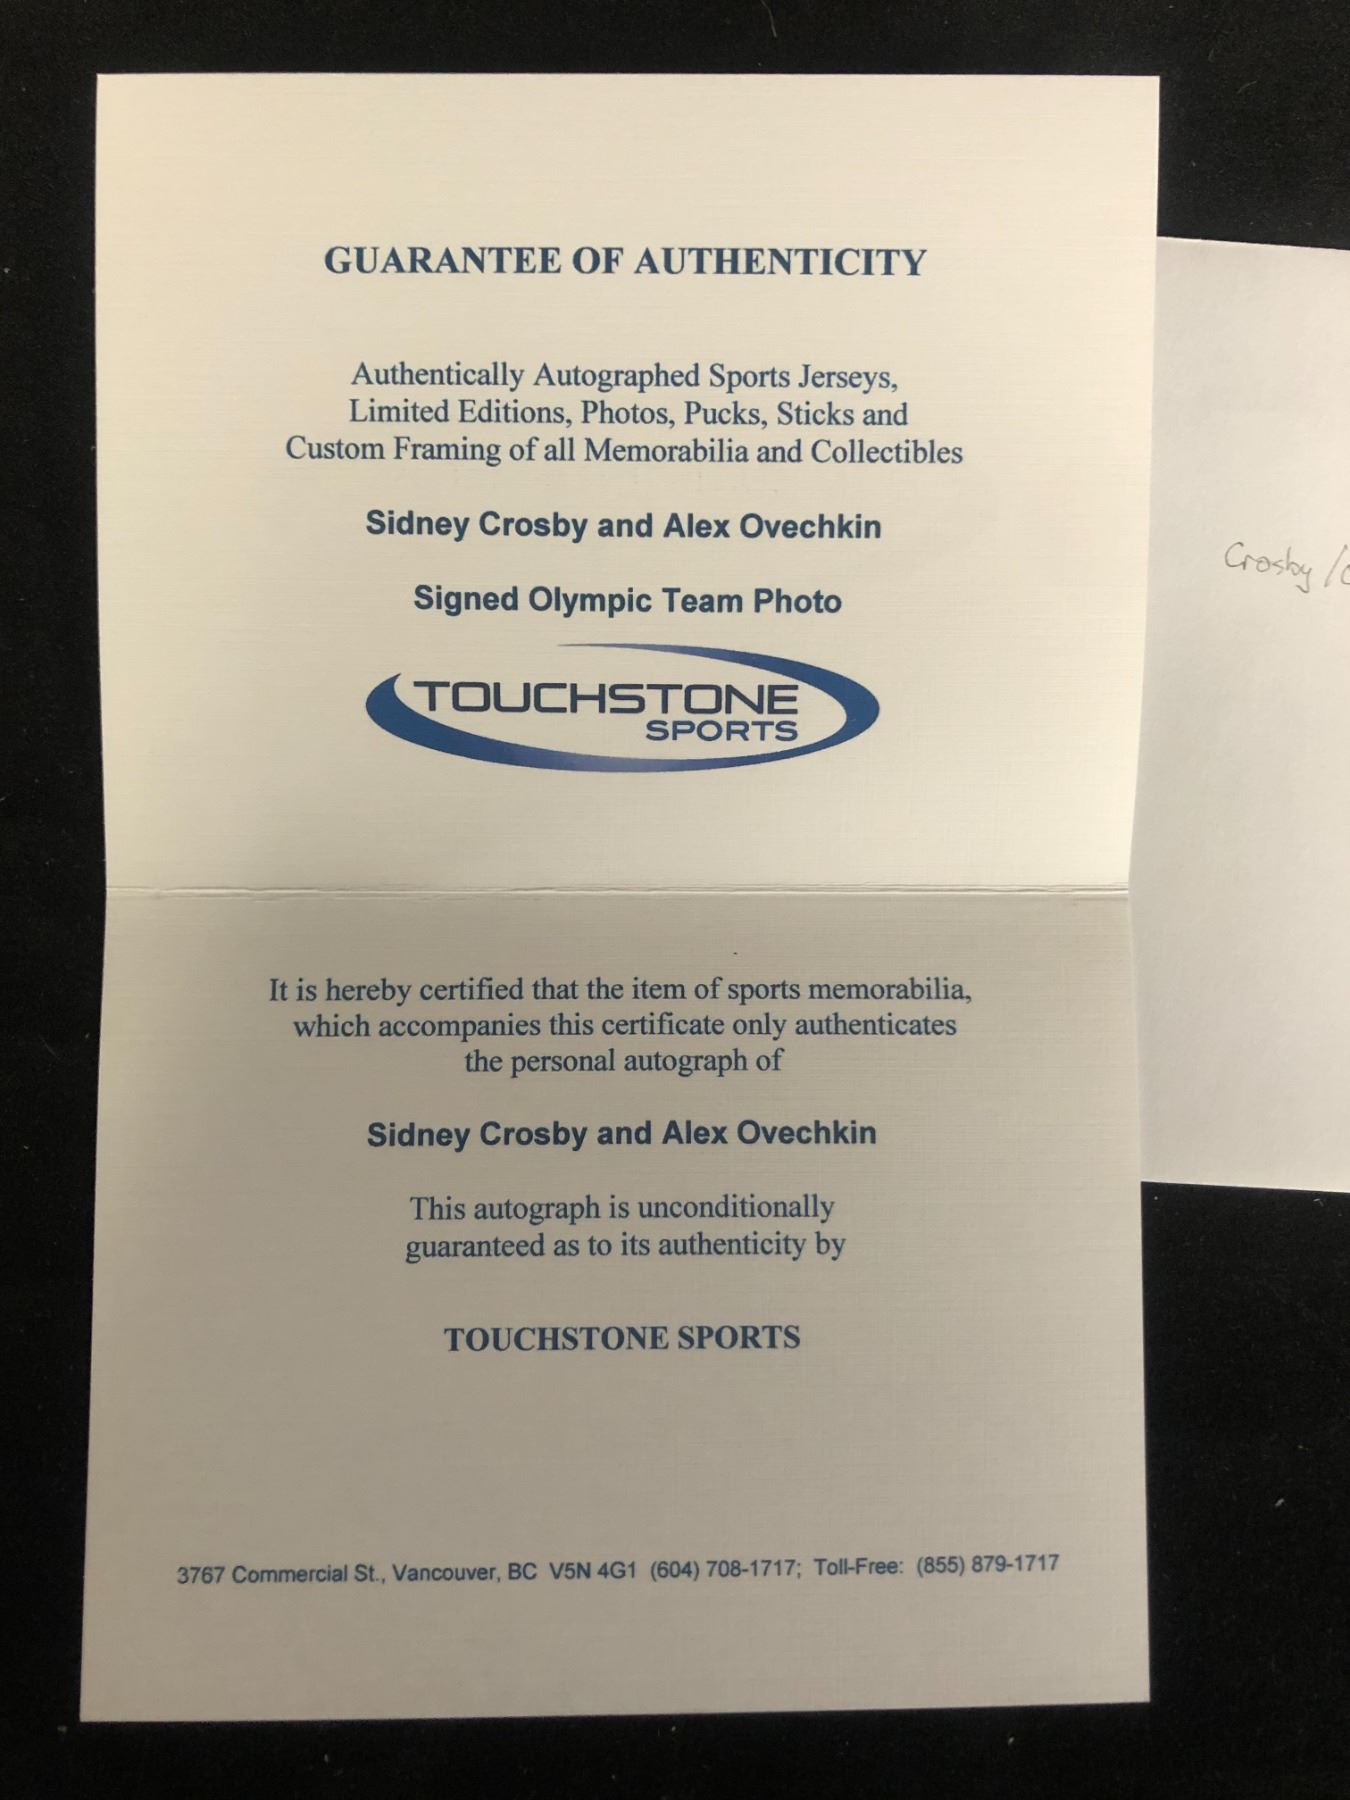 GUARANTEE OF AUTHENTICITY
Authentically Autographed Sports Jerseys,
Limited Editions, Photos, Pucks, Sticks and
Custom Framing of all Memorabilia and Collectibles
Sidney Crosby and Alex Ovechkin
Signed Olympic Team Photo
TOUCHSTONE
SPORTS
It is hereby certified that the item of sports memorabilia,
which accompanies this certificate only authenticates
the personal autograph of
Sidney Crosby and Alex Ovechkin
This autograph is unconditionally
guaranteed as to its authenticity by
TOUCHSTONE SPORTS
3767 Commercial St., Vancouver, BC V5N 4G1 (604) 708-1717; Toll-Free: (855) 879-1717
Crosby /